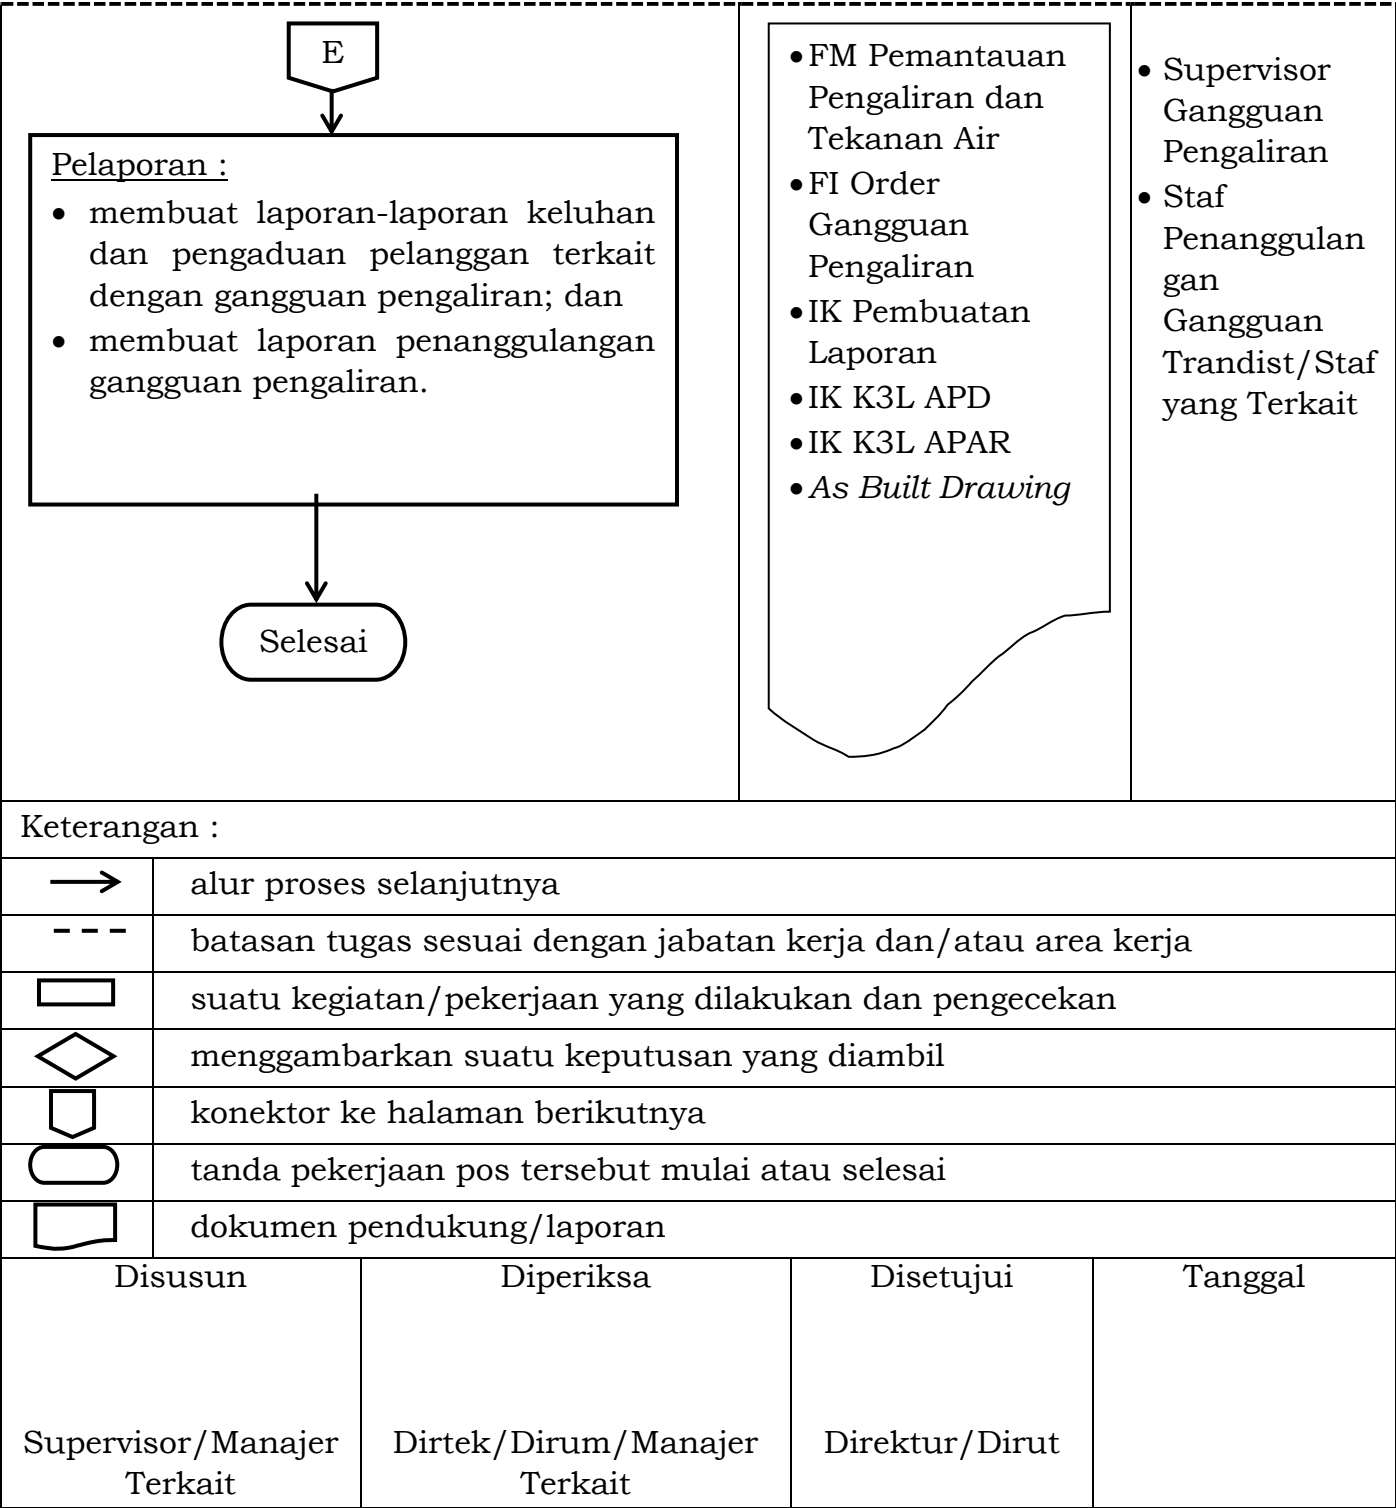 E
Pelaporan :
• membuat laporan-laporan keluhan
dan pengaduan pelanggan terkait
dengan gangguan pengaliran; dan
• membuat laporan penanggulangan
gangguan pengaliran.
Selesai
• FM Pemantauan
Pengaliran dan
Tekanan Air
• FI Order
Gangguan
Pengaliran
• IK Pembuatan
Laporan
• IK K3L APD
• IK K3L APAR
• As Built Drawing
• Supervisor
Gangguan
Pengaliran
• Staf
Penanggulan
gan
Gangguan
Trandist/Staf
yang Terkait
Keterangan :
alur proses selanjutnya
batasan tugas sesuai dengan jabatan kerja dan/atau area kerja
suatu kegiatan/pekerjaan yang dilakukan dan pengecekan
menggambarkan suatu keputusan yang diambil
konektor ke halaman berikutnya
tanda pekerjaan pos tersebut mulai atau selesai
dokumen pendukung/laporan
Disusun
Supervisor/Manajer
Terkait
Diperiksa
Dirtek/Dirum/Manajer
Terkait
Disetujui
Direktur/Dirut
Tanggal